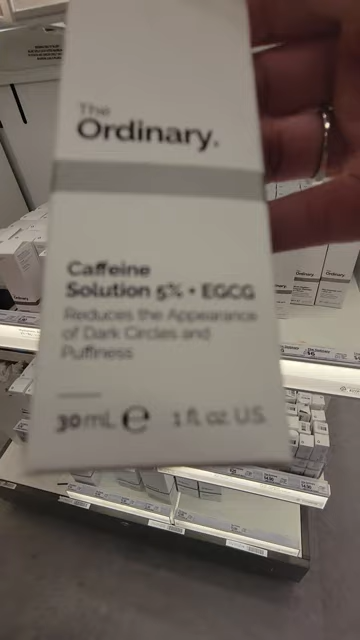 The
Ordinary.
Caffeine
Solution 5% + EGCG
Reduces the Appearance
of Dark Circles and
Puffiness
30 mL e 1 fl. oz. U.S.
Ordinary.